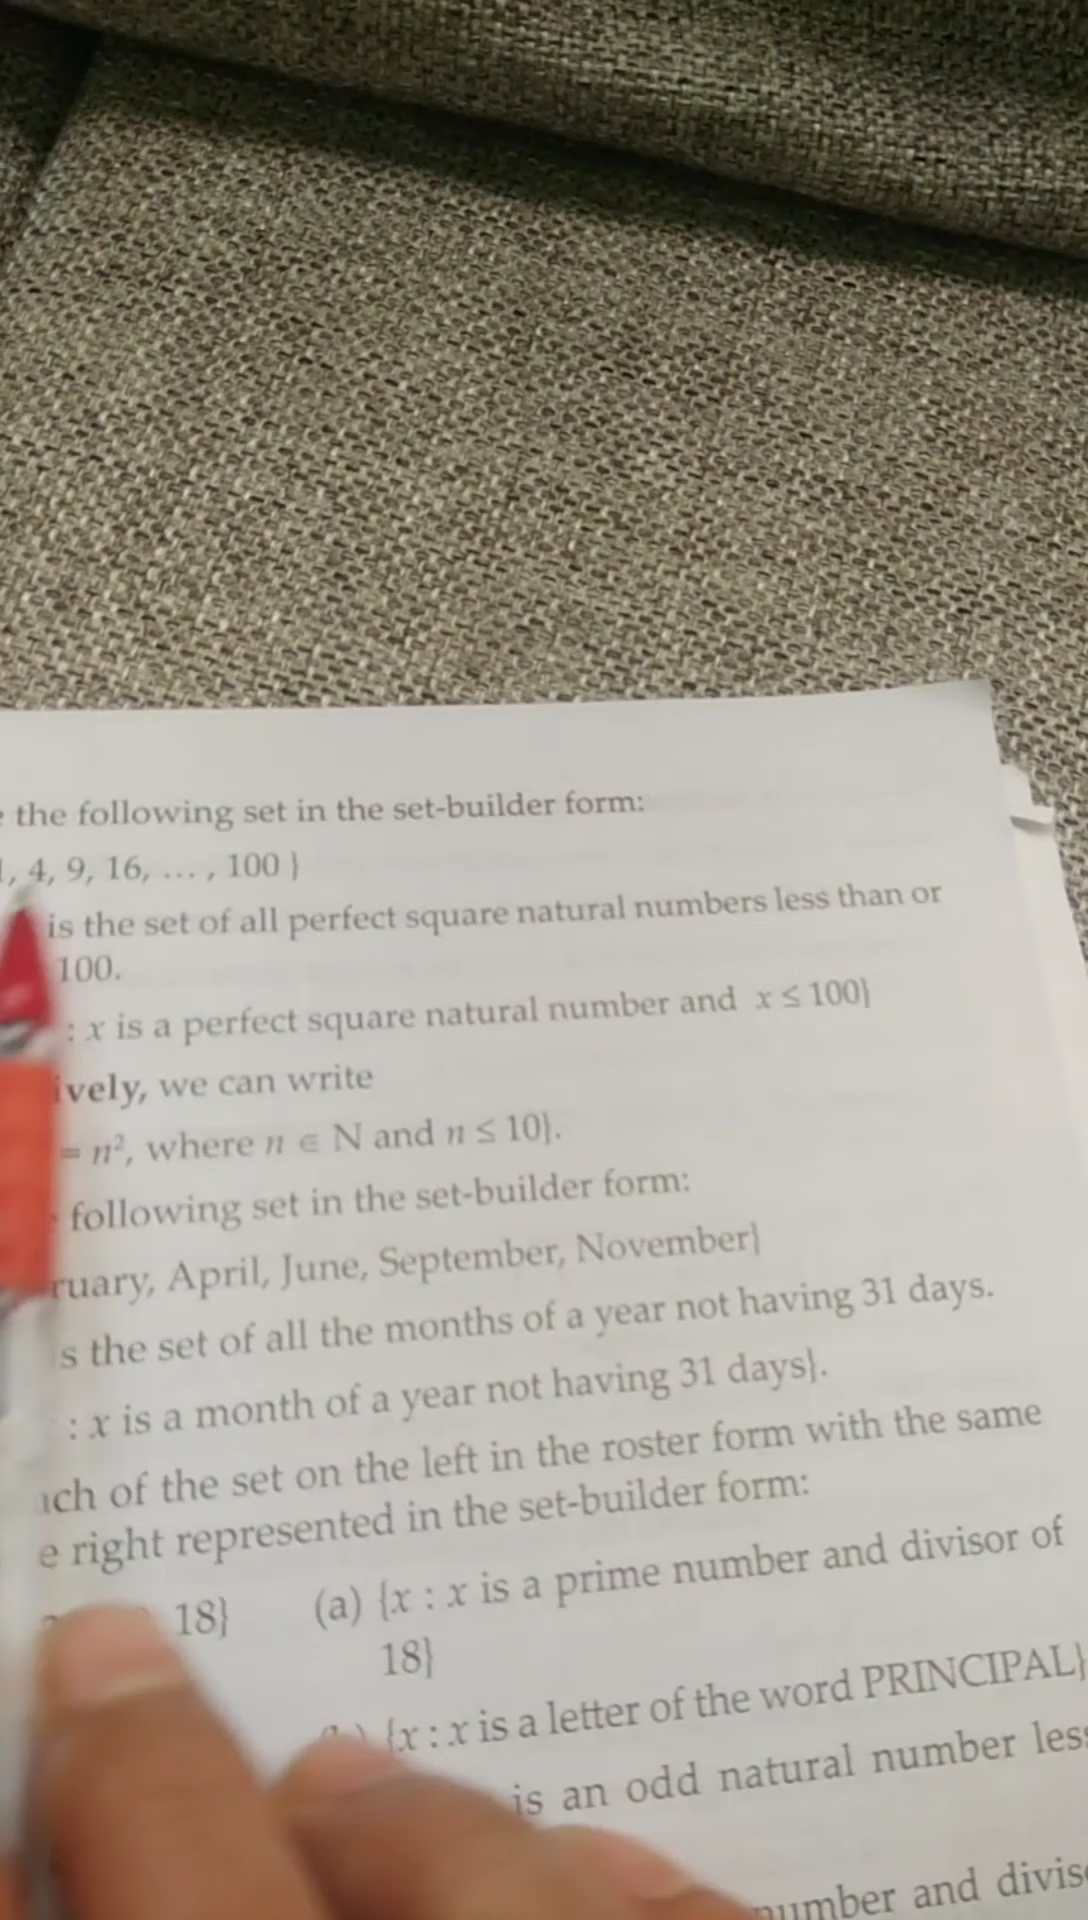 the following set in the set-builder form:
, 4, 9, 16, ... , 100 }
is the set of all perfect square natural numbers less than or
100.
: x is a perfect square natural number and x ≤ 100}
ively, we can write
= n², where n ∈ N and n ≤ 10}.
following set in the set-builder form:
ruary, April, June, September, November}
s the set of all the months of a year not having 31 days.
: x is a month of a year not having 31 days}.
ach of the set on the left in the roster form with the same
e right represented in the set-builder form:
18} (a) {x : x is a prime number and divisor of
18}
{x : x is a letter of the word PRINCIPAL}
is an odd natural number less
number and divis